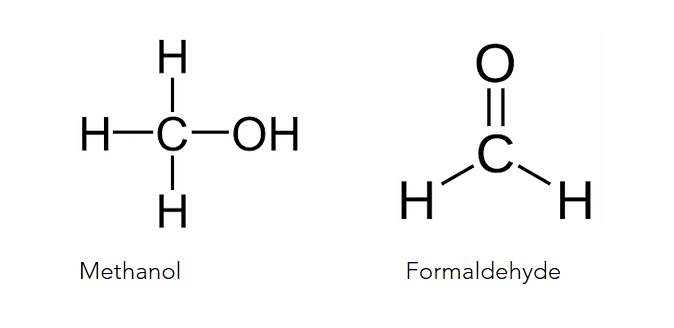 H
H—C—OH
H
Methanol
O
C
H H
Formaldehyde